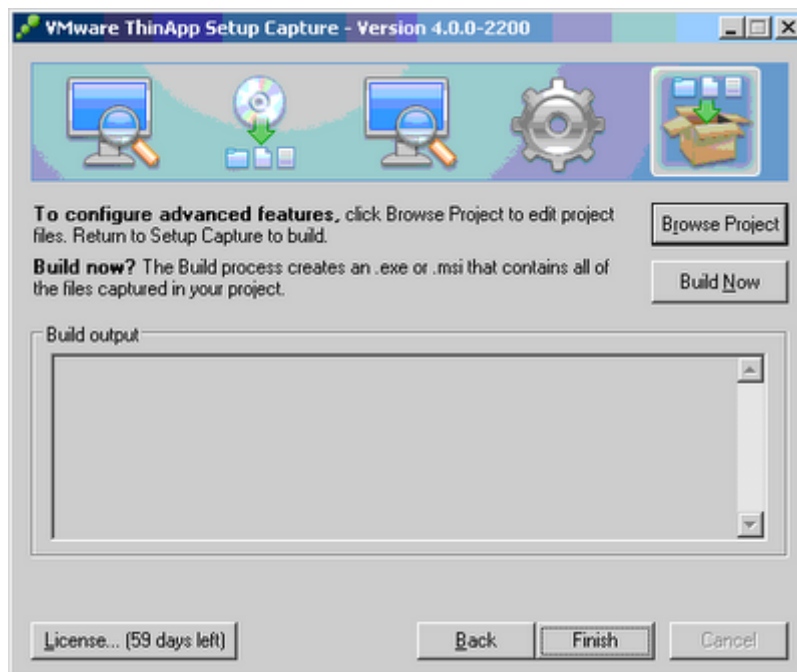 VMware ThinApp Setup Capture - Version 4.0.0-2200
To configure advanced features, click Browse Project to edit project
files. Return to Setup Capture to build.
Browse Project
Build now? The Build process creates an .exe or .msi that contains all of
the files captured in your project.
Build Now
Build output
License... (59 days left)
Back
Finish
Cancel